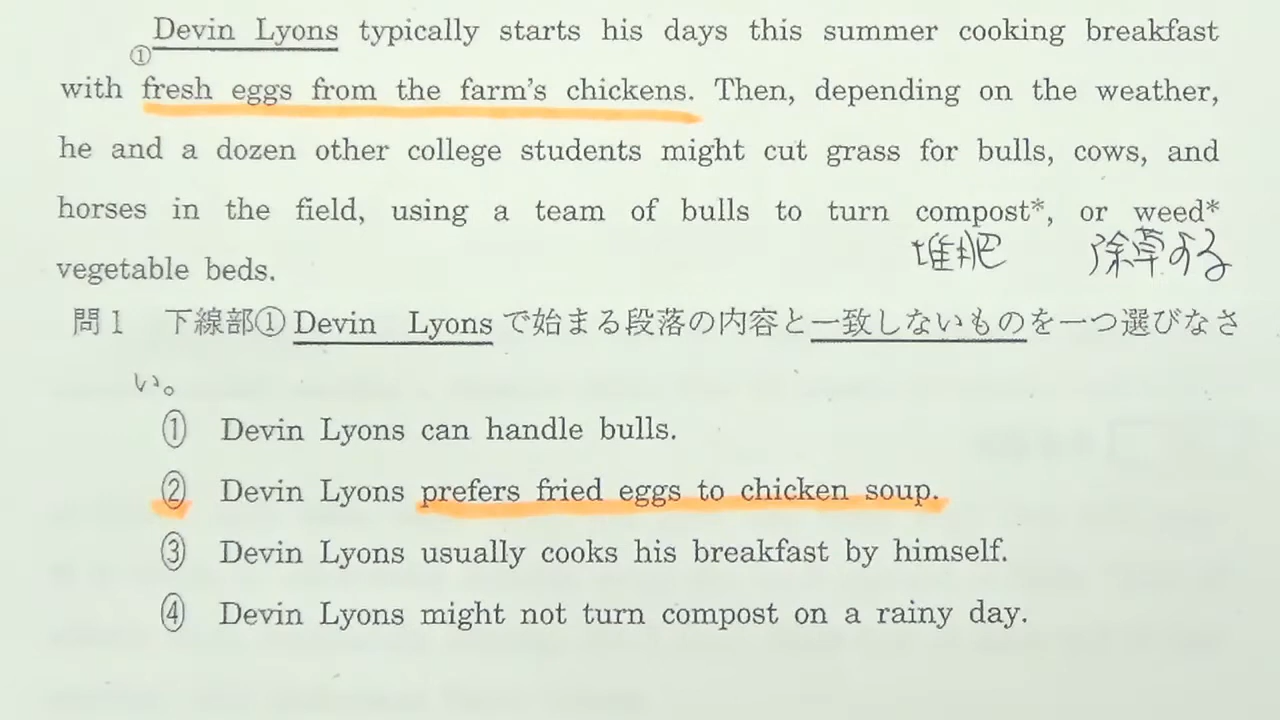 Devin Lyons typically starts his days this summer cooking breakfast
①
with fresh eggs from the farm's chickens. Then, depending on the weather,
he and a dozen other college students might cut grass for bulls, cows, and
horses in the field, using a team of bulls to turn compost*, or weed*
堆肥 除草する
vegetable beds.
問1 下線部① Devin Lyons で始まる段落の内容と一致しないものを一つ選びなさ
い。
① Devin Lyons can handle bulls.
② Devin Lyons prefers fried eggs to chicken soup.
③ Devin Lyons usually cooks his breakfast by himself.
④ Devin Lyons might not turn compost on a rainy day.